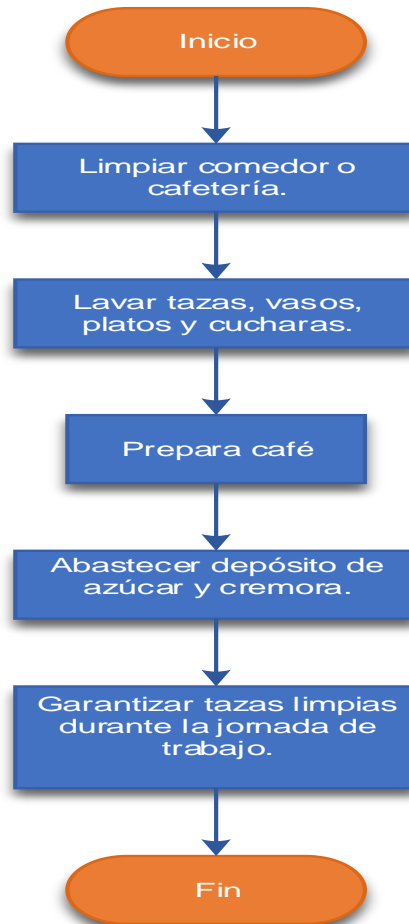 Inicio
Limpiar comedor o
cafetería.
Lavar tazas, vasos,
platos y cucharas.
Prepara café
Abastecer depósito de
azúcar y cremora.
Garantizar tazas limpias
durante la jornada de
trabajo.
Fin